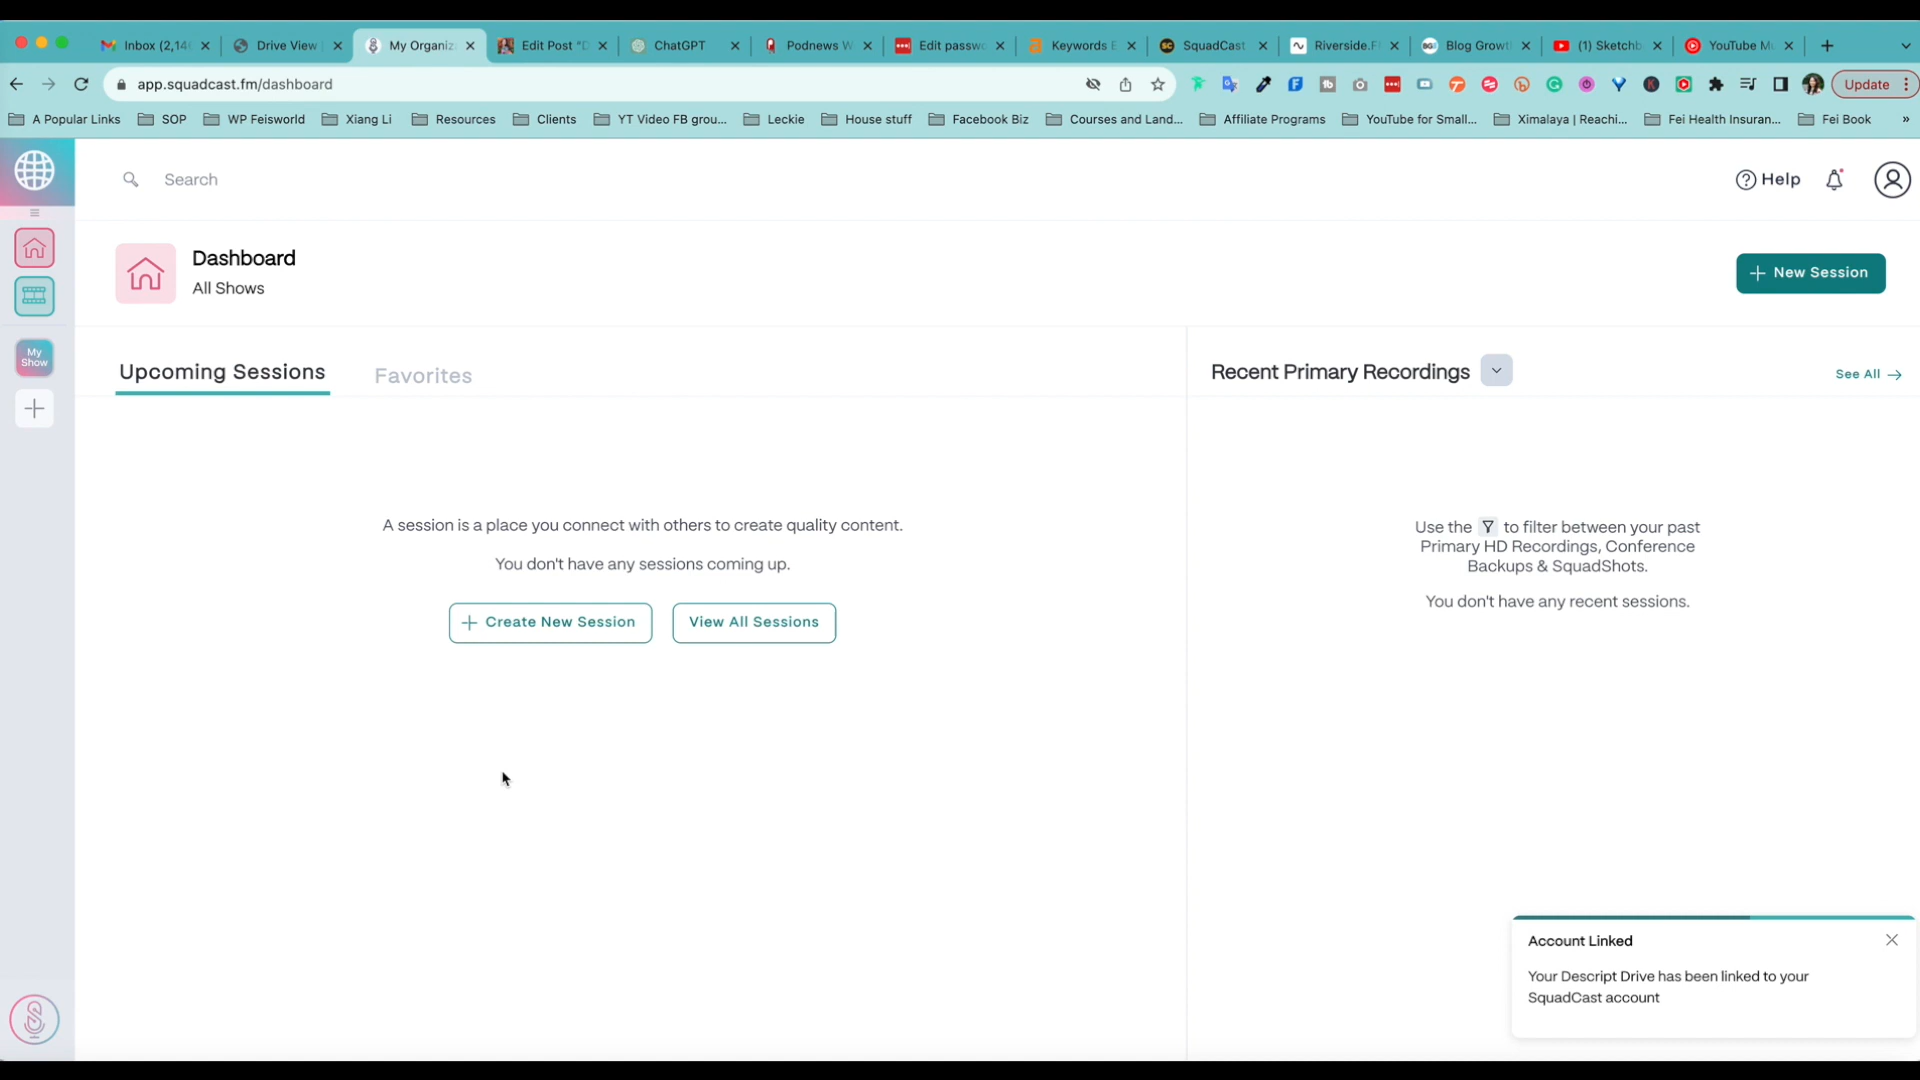 Inbox (2,14
Drive View
My Organiz
Edit Post "D
ChatGPT
Podnews W
Edit passwo
Keywords E
SquadCast
Riverside.F
Blog Growt
(1) Sketchb
YouTube M
app.squadcast.fm/dashboard
Update
A Popular Links
SOP
WP Feisworld
Xiang Li
Resources
Clients
YT Video FB grou...
Leckie
House stuff
Facebook Biz
Courses and Land...
Affiliate Programs
YouTube for Small...
Ximalaya | Reachi...
Fei Health Insuran...
Fei Book
»
Search
Help
Dashboard
All Shows
+ New Session
My
Show
Upcoming Sessions
Favorites
Recent Primary Recordings
See All →
A session is a place you connect with others to create quality content.
You don't have any sessions coming up.
+ Create New Session
View All Sessions
Use the to filter between your past
Primary HD Recordings, Conference
Backups & SquadShots.
You don't have any recent sessions.
Account Linked
Your Descript Drive has been linked to your
SquadCast account